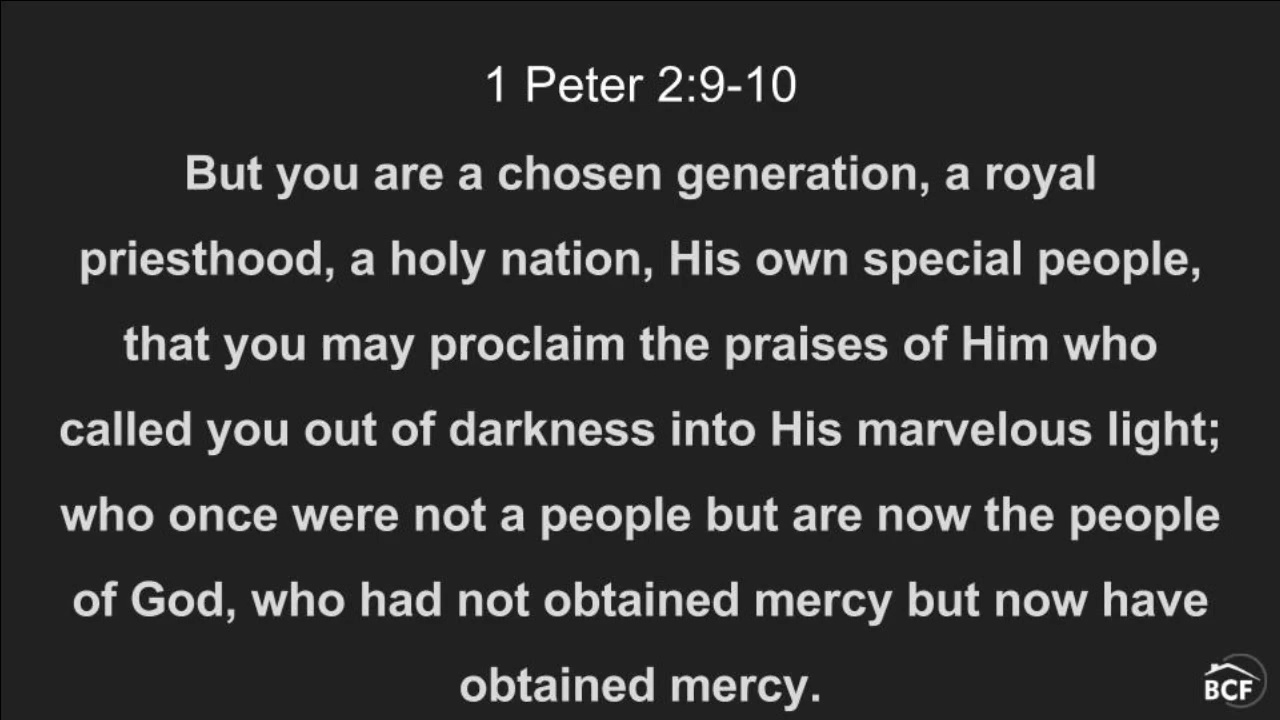 1 Peter 2:9-10
But you are a chosen generation, a royal
priesthood, a holy nation, His own special people,
that you may proclaim the praises of Him who
called you out of darkness into His marvelous light;
who once were not a people but are now the people
of God, who had not obtained mercy but now have
obtained mercy.
BCF